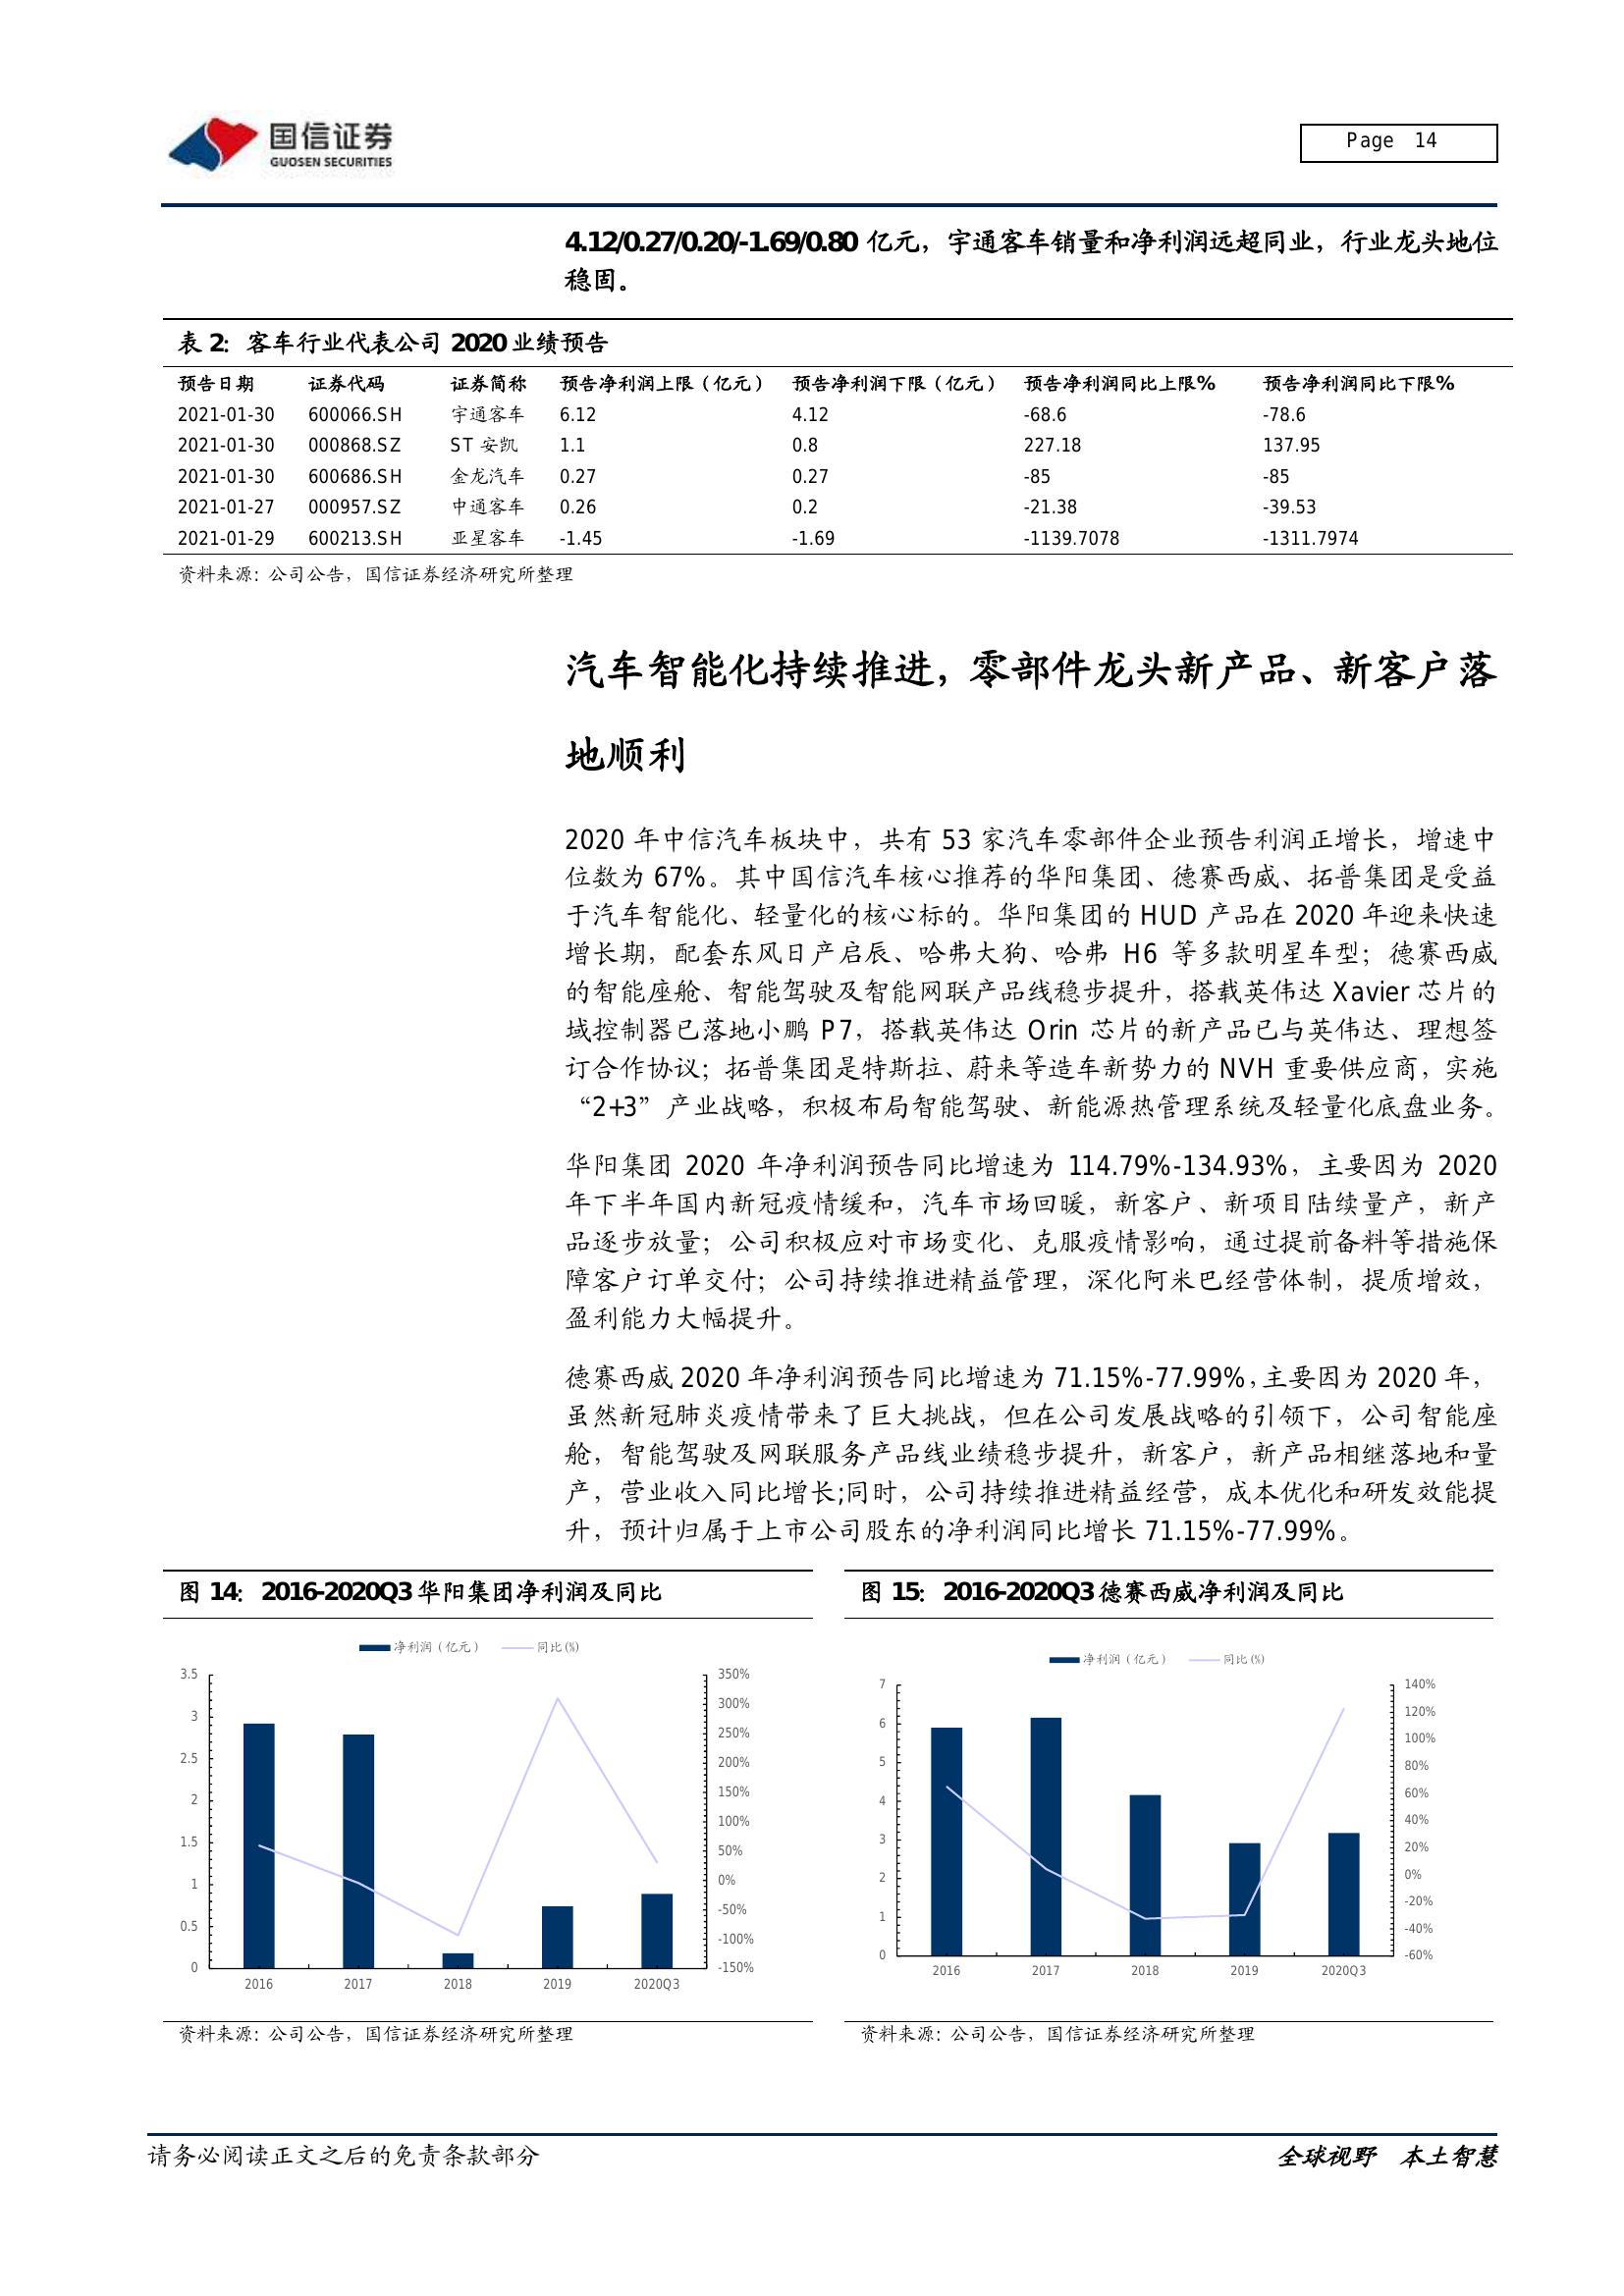 国信证券
GUOSEN SECURITIES
Page 14
4.12/0.27/0.20/-1.69/0.80 亿元，宇通客车销量和净利润远超同业，行业龙头地位
稳固。
表 2：客车行业代表公司 2020 业绩预告
预告日期 证券代码 证券简称 预告净利润上限（亿元） 预告净利润下限（亿元） 预告净利润同比上限% 预告净利润同比下限%
2021-01-30 600066.SH 宇通客车 6.12 4.12 -68.6 -78.6
2021-01-30 000868.SZ ST 安凯 1.1 0.8 227.18 137.95
2021-01-30 600686.SH 金龙汽车 0.27 0.27 -85 -85
2021-01-27 000957.SZ 中通客车 0.26 0.2 -21.38 -39.53
2021-01-29 600213.SH 亚星客车 -1.45 -1.69 -1139.7078 -1311.7974
资料来源：公司公告，国信证券经济研究所整理
汽车智能化持续推进，零部件龙头新产品、新客户落
地顺利
2020 年中信汽车板块中，共有 53 家汽车零部件企业预告利润正增长，增速中
位数为 67%。其中国信汽车核心推荐的华阳集团、德赛西威、拓普集团是受益
于汽车智能化、轻量化的核心标的。华阳集团的 HUD 产品在 2020 年迎来快速
增长期，配套东风日产启辰、哈弗大狗、哈弗 H6 等多款明星车型；德赛西威
的智能座舱、智能驾驶及智能网联产品线稳步提升，搭载英伟达 Xavier 芯片的
域控制器已落地小鹏 P7，搭载英伟达 Orin 芯片的新产品已与英伟达、理想签
订合作协议；拓普集团是特斯拉、蔚来等造车新势力的 NVH 重要供应商，实施
“2+3”产业战略，积极布局智能驾驶、新能源热管理系统及轻量化底盘业务。
华阳集团 2020 年净利润预告同比增速为 114.79%-134.93%，主要因为 2020
年下半年国内新冠疫情缓和，汽车市场回暖，新客户、新项目陆续量产，新产
品逐步放量；公司积极应对市场变化、克服疫情影响，通过提前备料等措施保
障客户订单交付；公司持续推进精益管理，深化阿米巴经营体制，提质增效，
盈利能力大幅提升。
德赛西威 2020 年净利润预告同比增速为 71.15%-77.99%，主要因为 2020 年，
虽然新冠肺炎疫情带来了巨大挑战，但在公司发展战略的引领下，公司智能座
舱，智能驾驶及网联服务产品线业绩稳步提升，新客户，新产品相继落地和量
产，营业收入同比增长;同时，公司持续推进精益经营，成本优化和研发效能提
升，预计归属于上市公司股东的净利润同比增长 71.15%-77.99%。
图 14：2016-2020Q3 华阳集团净利润及同比
净利润（亿元） 同比(%)
3.5
3
2.5
2
1.5
1
0.5
0
350%
300%
250%
200%
150%
100%
50%
0%
-50%
-100%
-150%
2016 2017 2018 2019 2020Q3
资料来源：公司公告，国信证券经济研究所整理
图 15：2016-2020Q3 德赛西威净利润及同比
净利润（亿元） 同比(%)
7
6
5
4
3
2
1
0
140%
120%
100%
80%
60%
40%
20%
0%
-20%
-40%
-60%
2016 2017 2018 2019 2020Q3
资料来源：公司公告，国信证券经济研究所整理
请务必阅读正文之后的免责条款部分
全球视野 本土智慧